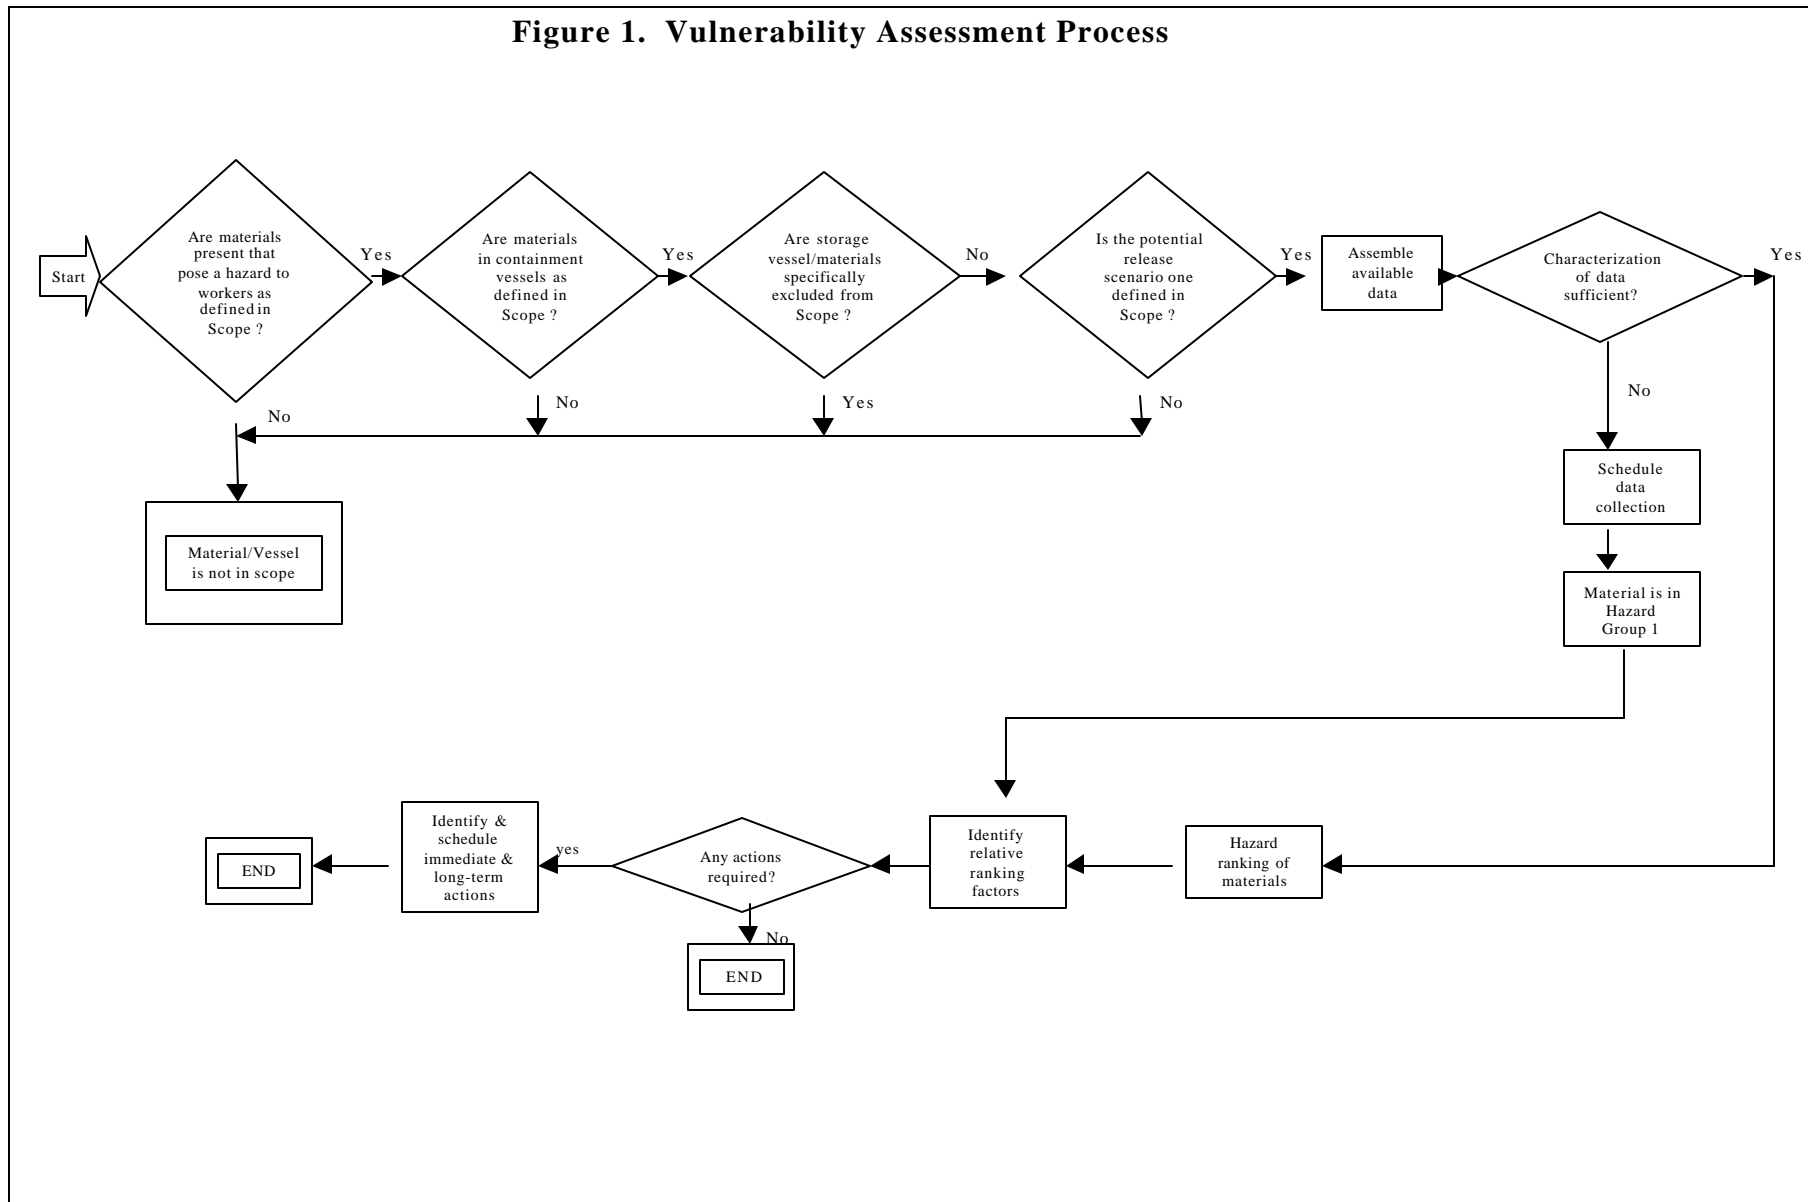 Figure 1. Vulnerability Assessment Process
Start
Are materials
present that
pose a hazard to
workers as
defined in
Scope ?
Yes
No
Are materials
in containment
vessels as
defined in
Scope ?
Yes
No
Are storage
vessel/materials
specifically
excluded from
Scope ?
No
Yes
Is the potential
release
scenario one
defined in
Scope ?
Yes
No
Assemble
available
data
Characterization
of data
sufficient?
Yes
No
Material/Vessel
is not in scope
Schedule
data
collection
Material is in
Hazard
Group 1
Hazard
ranking of
materials
Identify
relative
ranking
factors
Any actions
required?
yes
No
Identify &
schedule
immediate &
long-term
actions
END
END